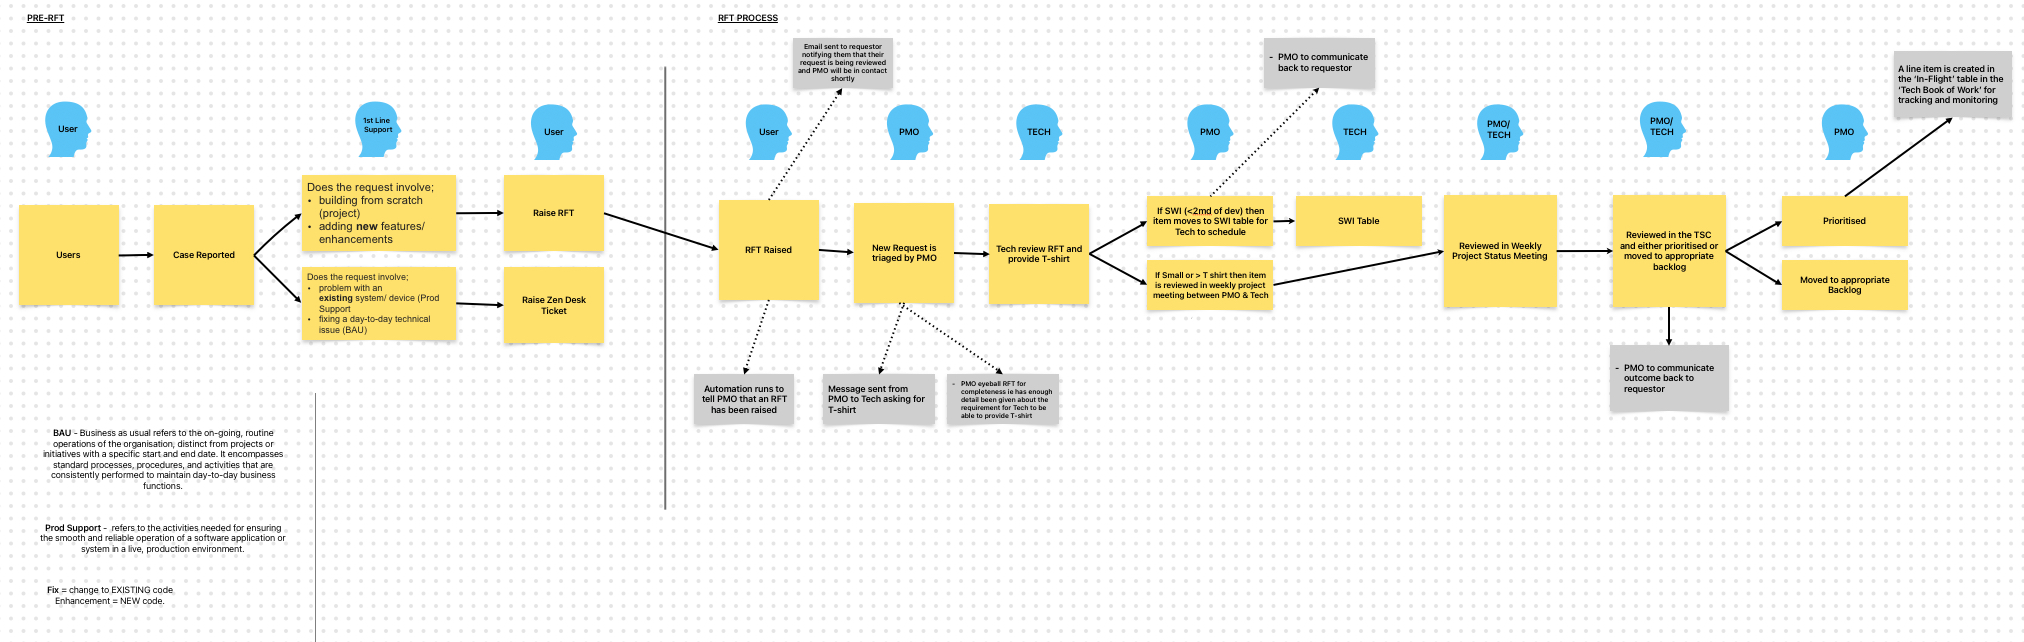 PRE-RFT
RFT PROCESS
User
1st Line
Support
User
User
PMO
TECH
PMO
TECH
PMO/
TECH
PMO/
TECH
PMO
Email sent to requestor
notifying them that their
request is being reviewed
and PMO will be in contact
shortly
- PMO to communicate
back to requestor
A line item is created in
the 'In-Flight' table in the
'Tech Book of Work' for
tracking and monitoring
Users
Case Reported
Does the request involve;
• building from scratch
(project)
• adding new features/
enhancements
Raise RFT
Does the request involve;
• problem with an
existing system/ device (Prod
Support
• fixing a day-to-day technical
issue (BAU)
Raise Zen Desk
Ticket
RFT Raised
New Request is
triaged by PMO
Tech review RFT and
provide T-shirt
If SWI (<2md of dev) then
item moves to SWI table for
Tech to schedule
SWI Table
If Small or > T shirt then item
is reviewed in weekly project
meeting between PMO & Tech
Reviewed in Weekly
Project Status Meeting
Reviewed in the TSC
and either prioritised or
moved to appropriate
backlog
Prioritised
Moved to appropriate
Backlog
Automation runs to
tell PMO that an RFT
has been raised
Message sent from
PMO to Tech asking for
T-shirt
- PMO eyeball RFT for
completeness ie has enough
detail been given about the
requirement for Tech to be
able to provide T-shirt
- PMO to communicate
outcome back to
requestor
BAU - Business as usual refers to the on-going, routine
operations of the organisation, distinct from projects or
initiatives with a specific start and end date. It encompasses
standard processes, procedures, and activities that are
consistently performed to maintain day-to-day business
functions.
Prod Support - refers to the activities needed for ensuring
the smooth and reliable operation of a software application or
system in a live, production environment.
Fix = change to EXISTING code
Enhancement = NEW code.